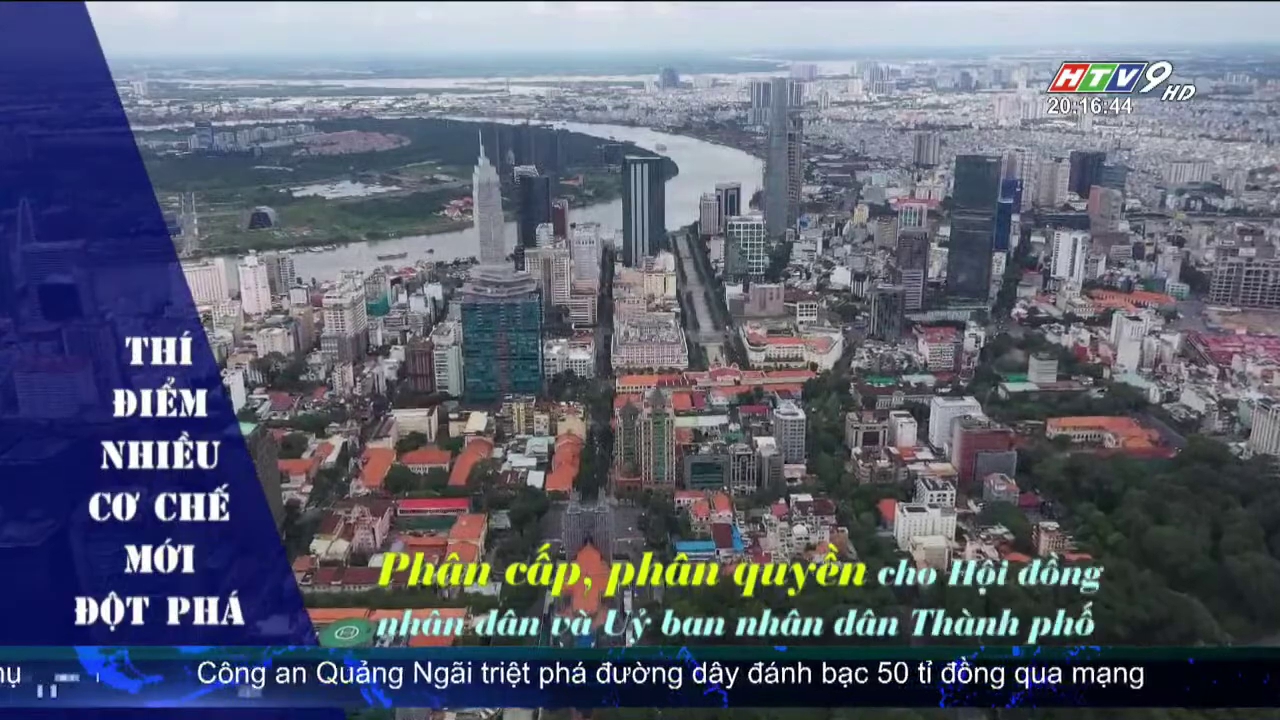 HTV9 HD
20:16:44
THÍ
ĐIỂM
NHIỀU
CƠ CHẾ
MỚI
ĐỘT PHÁ
Phân cấp, phân quyền cho Hội đồng
nhân dân và Uỷ ban nhân dân Thành phố
Công an Quảng Ngãi triệt phá đường dây đánh bạc 50 tỉ đồng qua mạng